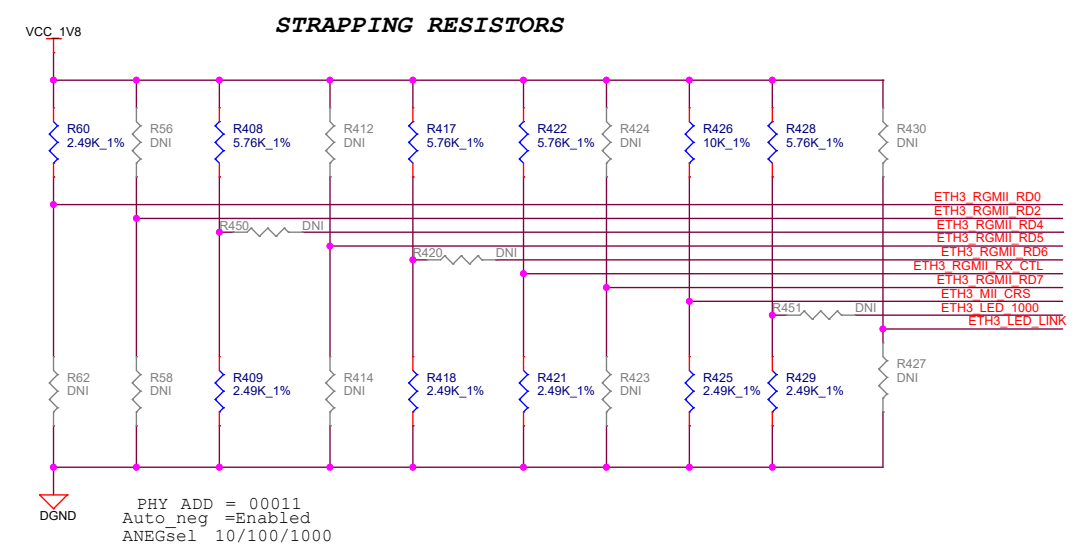 STRAPPING RESISTORS
VCC_1V8
R60
2.49K_1%
R56
DNI
R408
5.76K_1%
R412
DNI
R417
5.76K_1%
R422
5.76K_1%
R424
DNI
R426
10K_1%
R428
5.76K_1%
R430
DNI
ETH3_RGMII_RD0
ETH3_RGMII_RD2
R450 DNI
ETH3_RGMII_RD4
ETH3_RGMII_RD5
R420 DNI
ETH3_RGMII_RD6
ETH3_RGMII_RX_CTL
ETH3_RGMII_RD7
ETH3_MII_CRS
R451 DNI
ETH3_LED_1000
ETH3_LED_LINK
R62
DNI
R58
DNI
R409
2.49K_1%
R414
DNI
R418
2.49K_1%
R421
2.49K_1%
R423
DNI
R425
2.49K_1%
R429
2.49K_1%
R427
DNI
DGND
PHY ADD = 00011
Auto_neg =Enabled
ANEGsel 10/100/1000